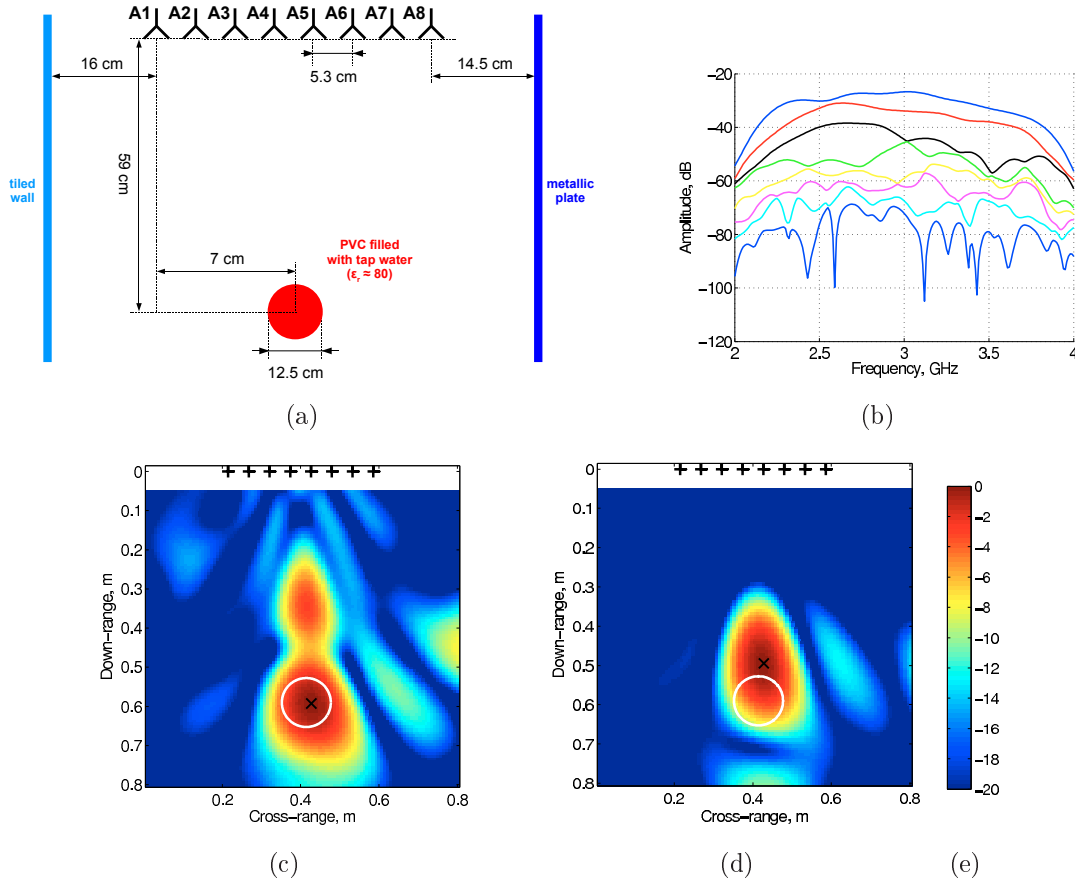 A1 A2 A3 A4 A5 A6 A7 A8
16 cm
5.3 cm
14.5 cm
59 cm
tiled
wall
metallic
plate
7 cm
PVC filled
with tap water
(εr ≈ 80)
12.5 cm
(a)
−20
−40
−60
−80
−100
−120
Amplitude, dB
2 2.5 3 3.5 4
Frequency, GHz
(b)
0
0.1
0.2
0.3
0.4
0.5
0.6
0.7
0.8
Down−range, m
0.2 0.4 0.6 0.8
Cross−range, m
(c)
0
0.1
0.2
0.3
0.4
0.5
0.6
0.7
0.8
Down−range, m
0.2 0.4 0.6 0.8
Cross−range, m
(d)
0
−2
−4
−6
−8
−10
−12
−14
−16
−18
−20
(e)